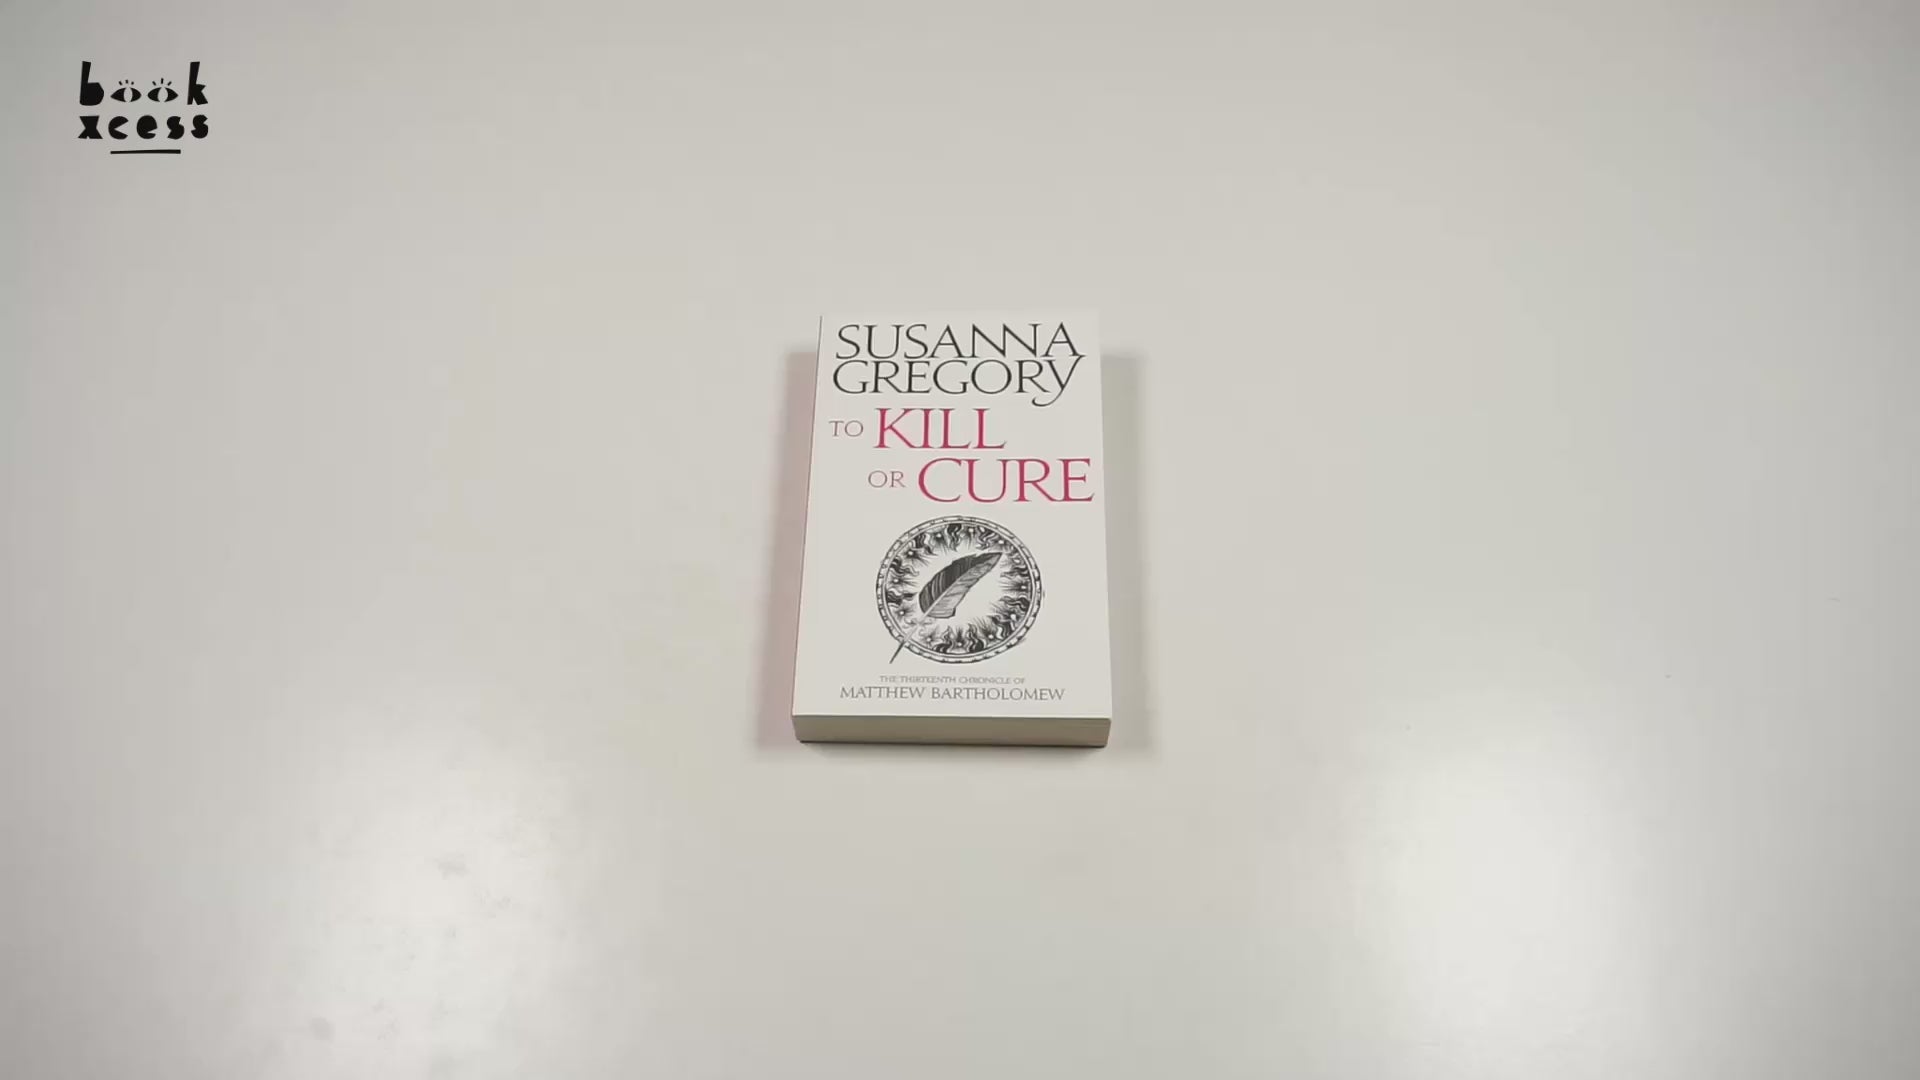 book
xcess
SUSANNA
GREGORY
TO KILL
OR CURE
THE THIRTEENTH CHRONICLE OF
MATTHEW BARTHOLOMEW